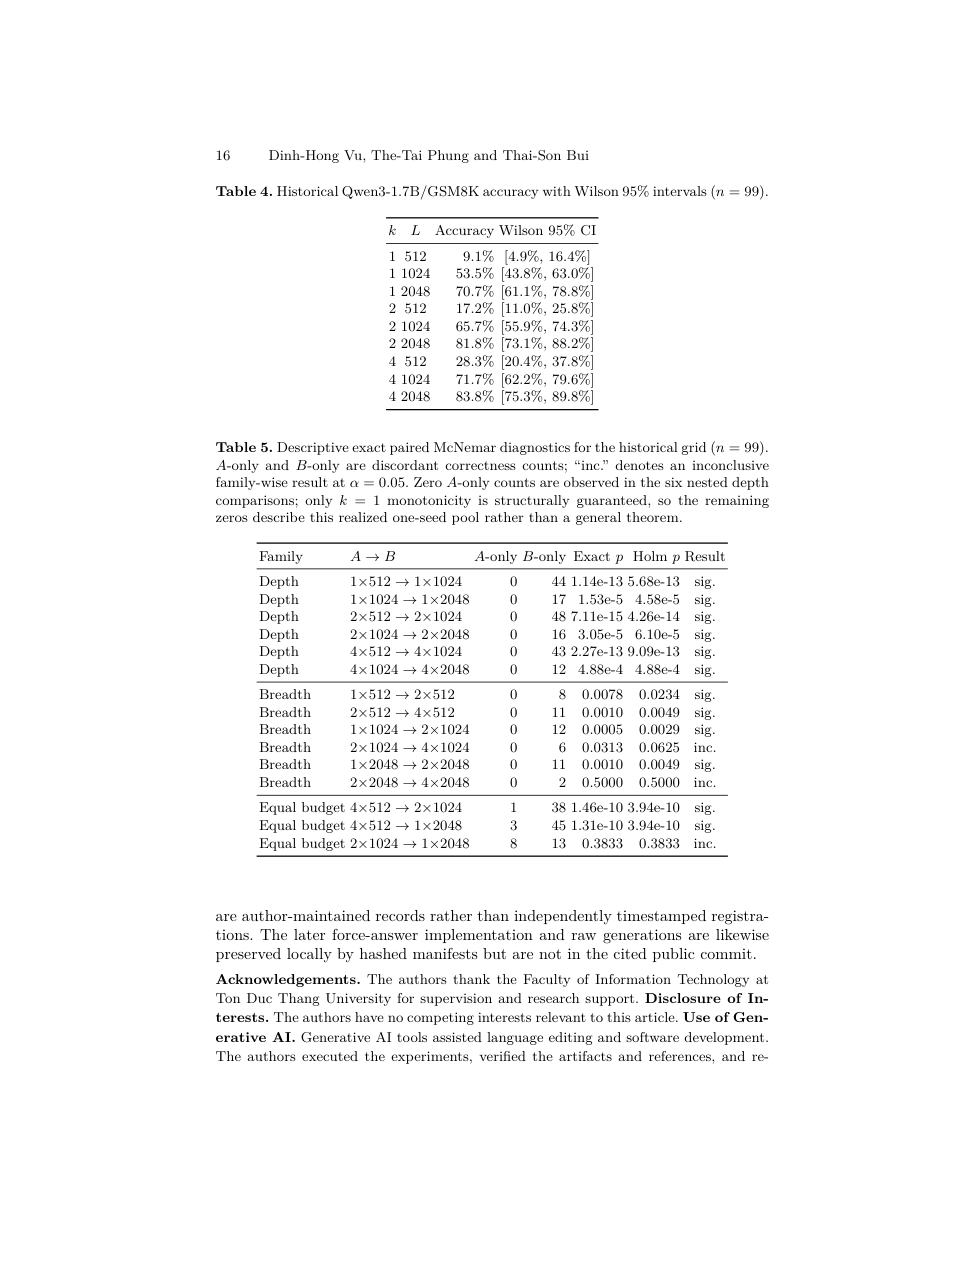 16 Dinh-Hong Vu, The-Tai Phung and Thai-Son Bui
Table 4. Historical Qwen3-1.7B/GSM8K accuracy with Wilson 95% intervals (n = 99).
k L Accuracy Wilson 95% CI
1 512 9.1% [4.9%, 16.4%]
1 1024 53.5% [43.8%, 63.0%]
1 2048 70.7% [61.1%, 78.8%]
2 512 17.2% [11.0%, 25.8%]
2 1024 65.7% [55.9%, 74.3%]
2 2048 81.8% [73.1%, 88.2%]
4 512 28.3% [20.4%, 37.8%]
4 1024 71.7% [62.2%, 79.6%]
4 2048 83.8% [75.3%, 89.8%]
Table 5. Descriptive exact paired McNemar diagnostics for the historical grid (n = 99).
A-only and B-only are discordant correctness counts; “inc.” denotes an inconclusive
family-wise result at α = 0.05. Zero A-only counts are observed in the six nested depth
comparisons; only k = 1 monotonicity is structurally guaranteed, so the remaining
zeros describe this realized one-seed pool rather than a general theorem.
Family A → B A-only B-only Exact p Holm p Result
Depth 1×512 → 1×1024 0 44 1.14e-13 5.68e-13 sig.
Depth 1×1024 → 1×2048 0 17 1.53e-5 4.58e-5 sig.
Depth 2×512 → 2×1024 0 48 7.11e-15 4.26e-14 sig.
Depth 2×1024 → 2×2048 0 16 3.05e-5 6.10e-5 sig.
Depth 4×512 → 4×1024 0 43 2.27e-13 9.09e-13 sig.
Depth 4×1024 → 4×2048 0 12 4.88e-4 4.88e-4 sig.
Breadth 1×512 → 2×512 0 8 0.0078 0.0234 sig.
Breadth 2×512 → 4×512 0 11 0.0010 0.0049 sig.
Breadth 1×1024 → 2×1024 0 12 0.0005 0.0029 sig.
Breadth 2×1024 → 4×1024 0 6 0.0313 0.0625 inc.
Breadth 1×2048 → 2×2048 0 11 0.0010 0.0049 sig.
Breadth 2×2048 → 4×2048 0 2 0.5000 0.5000 inc.
Equal budget 4×512 → 2×1024 1 38 1.46e-10 3.94e-10 sig.
Equal budget 4×512 → 1×2048 3 45 1.31e-10 3.94e-10 sig.
Equal budget 2×1024 → 1×2048 8 13 0.3833 0.3833 inc.
are author-maintained records rather than independently timestamped registra-
tions. The later force-answer implementation and raw generations are likewise
preserved locally by hashed manifests but are not in the cited public commit.
Acknowledgements. The authors thank the Faculty of Information Technology at
Ton Duc Thang University for supervision and research support. Disclosure of In-
terests. The authors have no competing interests relevant to this article. Use of Gen-
erative AI. Generative AI tools assisted language editing and software development.
The authors executed the experiments, verified the artifacts and references, and re-